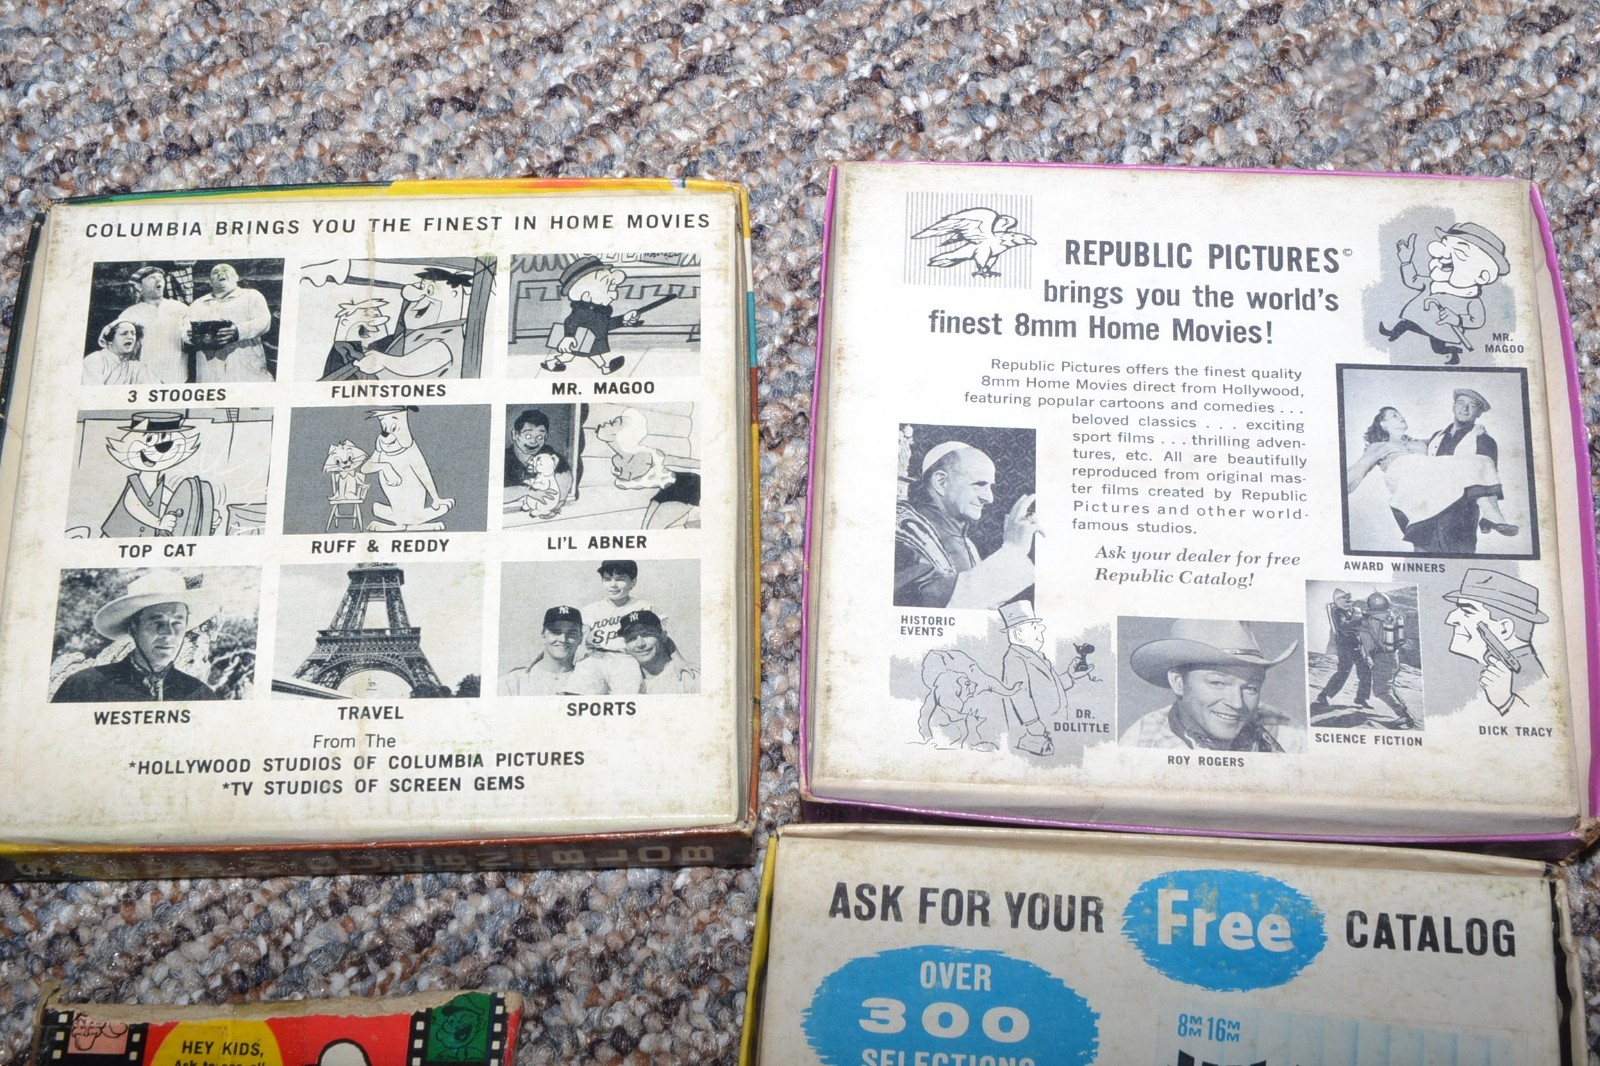 COLUMBIA BRINGS YOU THE FINEST IN HOME MOVIES
3 STOOGES
FLINTSTONES
MR. MAGOO
TOP CAT
RUFF & REDDY
LI'L ABNER
WESTERNS
TRAVEL
SPORTS
From The
*HOLLYWOOD STUDIOS OF COLUMBIA PICTURES
*TV STUDIOS OF SCREEN GEMS
REPUBLIC PICTURES©
brings you the world's
finest 8mm Home Movies!
MR.
MAGOO
Republic Pictures offers the finest quality
8mm Home Movies direct from Hollywood,
featuring popular cartoons and comedies . . .
beloved classics . . . exciting
sport films . . . thrilling adven-
tures, etc. All are beautifully
reproduced from original mas-
ter films created by Republic
Pictures and other world-
famous studios.
Ask your dealer for free
Republic Catalog!
AWARD WINNERS
HISTORIC
EVENTS
DR.
DOLITTLE
ROY ROGERS
SCIENCE FICTION
DICK TRACY
ASK FOR YOUR Free CATALOG
OVER
300
SELECTIONS
8MM 16MM
HEY KIDS,